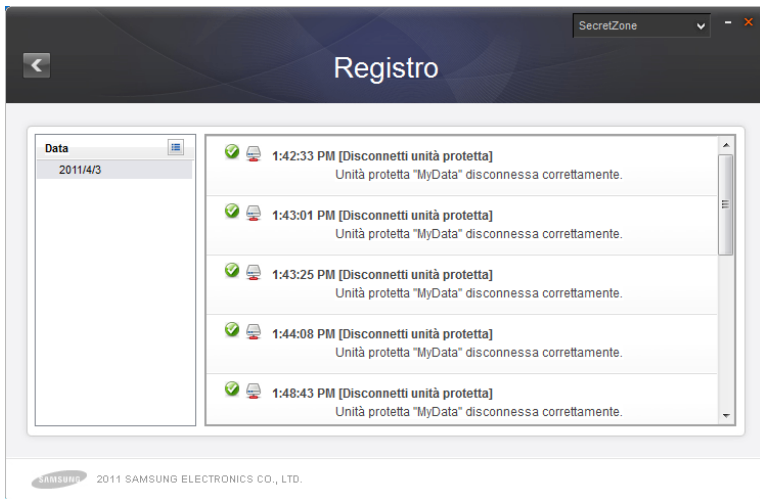 SecretZone
Registro
Data
2011/4/3
1:42:33 PM [Disconnetti unità protetta]
Unità protetta "MyData" disconnessa correttamente.
1:43:01 PM [Disconnetti unità protetta]
Unità protetta "MyData" disconnessa correttamente.
1:43:25 PM [Disconnetti unità protetta]
Unità protetta "MyData" disconnessa correttamente.
1:44:08 PM [Disconnetti unità protetta]
Unità protetta "MyData" disconnessa correttamente.
1:48:43 PM [Disconnetti unità protetta]
Unità protetta "MyData" disconnessa correttamente.
SAMSUNG 2011 SAMSUNG ELECTRONICS CO., LTD.